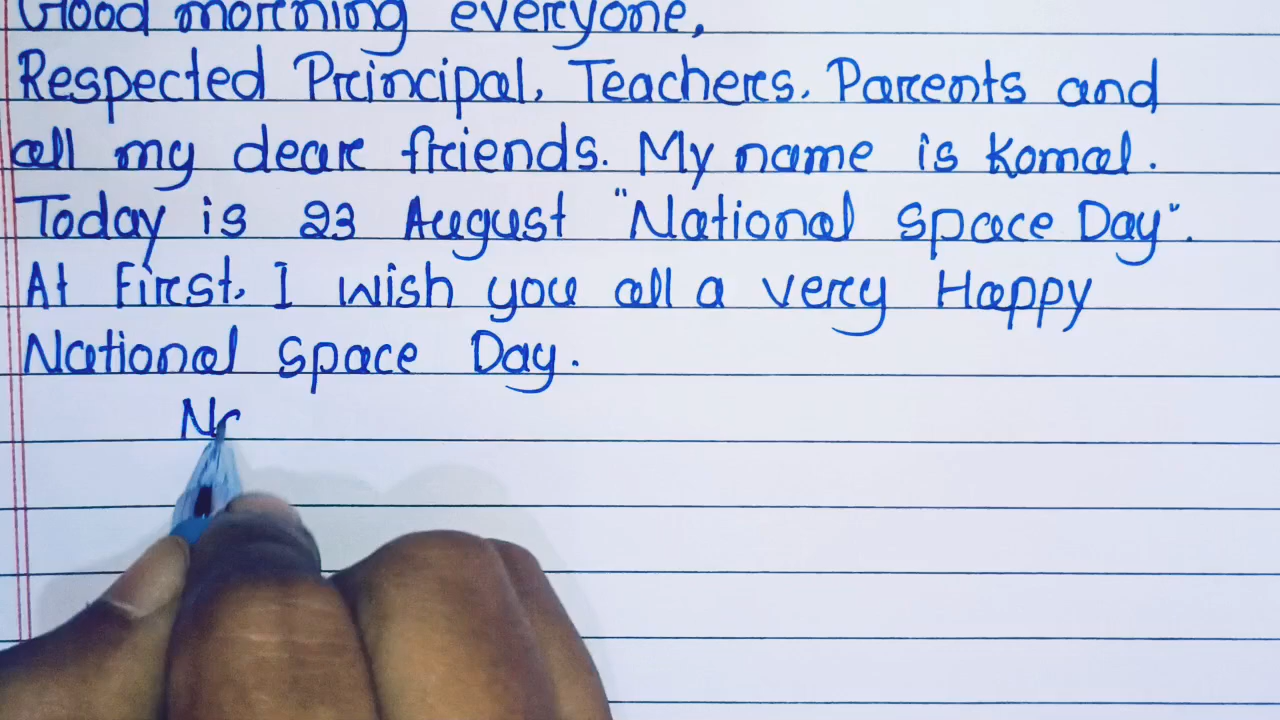 Good morning everyone,
Respected Principal, Teachers, Parents and
all my dear friends. My name is Komal.
Today is 23 August "National Space Day".
At First, I wish you all a very Happy
National Space Day.